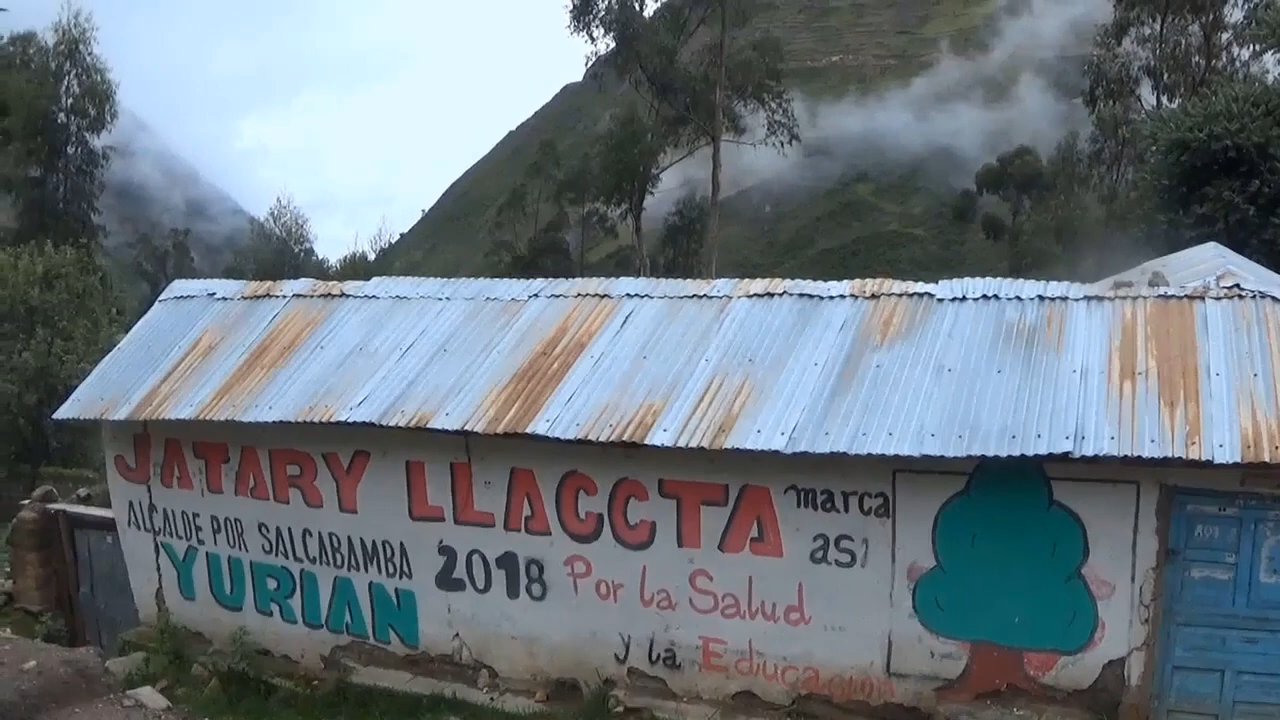 JATARY LLACCTA marca
así
ALCALDE POR SALCABAMBA
YURIAN
2018 Por la Salud
y la Educación